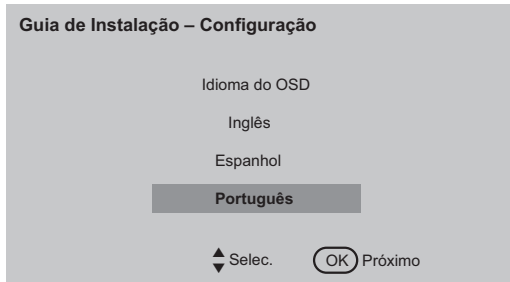 Guia de Instalação – Configuração
Idioma do OSD
Inglês
Espanhol
Português
Selec. OK Próximo